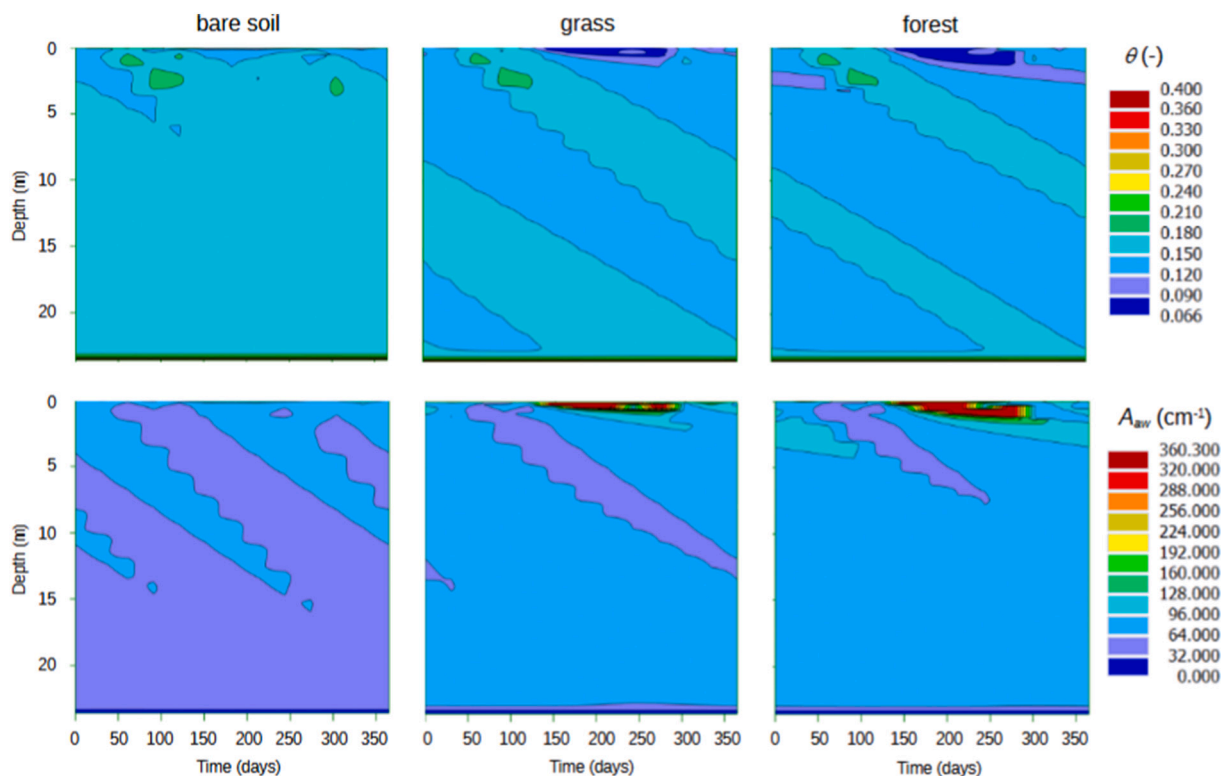 bare soil
grass
forest
θ (-)
0.400
0.360
0.330
0.300
0.270
0.240
0.210
0.180
0.150
0.120
0.090
0.066
Depth (m)
0
5
10
15
20
Aaw (cm-1)
360.300
320.000
288.000
256.000
224.000
192.000
160.000
128.000
96.000
64.000
32.000
0.000
Depth (m)
0
5
10
15
20
0 50 100 150 200 250 300 350
0 50 100 150 200 250 300 350
0 50 100 150 200 250 300 350
Time (days)
Time (days)
Time (days)